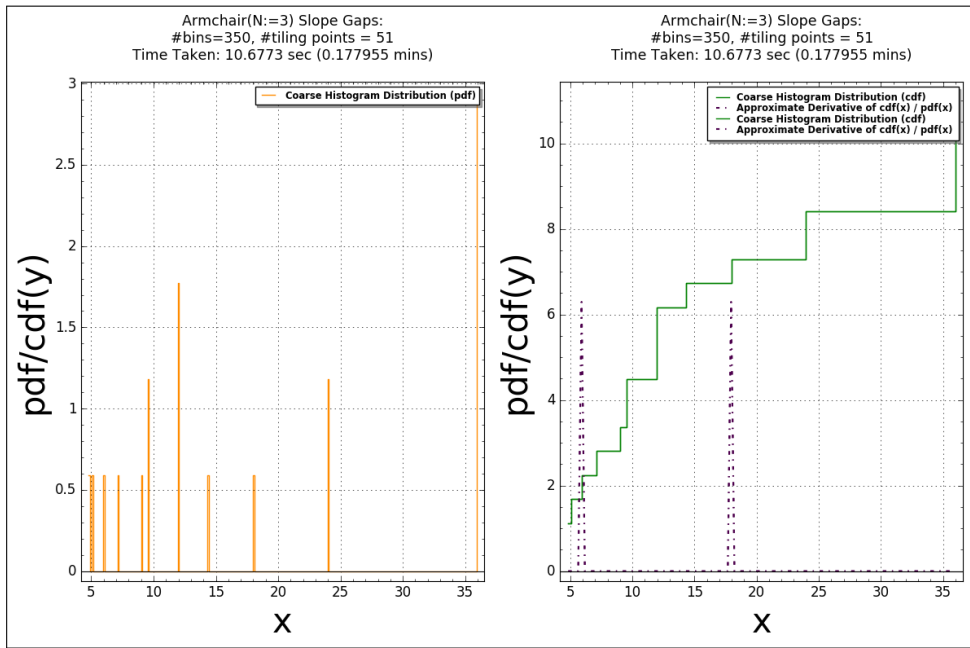 Armchair(N:=3) Slope Gaps:
#bins=350, #tiling points = 51
Time Taken: 10.6773 sec (0.177955 mins)
Coarse Histogram Distribution (pdf)
pdf/cdf(y)
3
2.5
2
1.5
1
0.5
0
5 10 15 20 25 30 35
x
Armchair(N:=3) Slope Gaps:
#bins=350, #tiling points = 51
Time Taken: 10.6773 sec (0.177955 mins)
Coarse Histogram Distribution (cdf)
Approximate Derivative of cdf(x) / pdf(x)
Coarse Histogram Distribution (cdf)
Approximate Derivative of cdf(x) / pdf(x)
pdf/cdf(y)
10
8
6
4
2
0
5 10 15 20 25 30 35
x